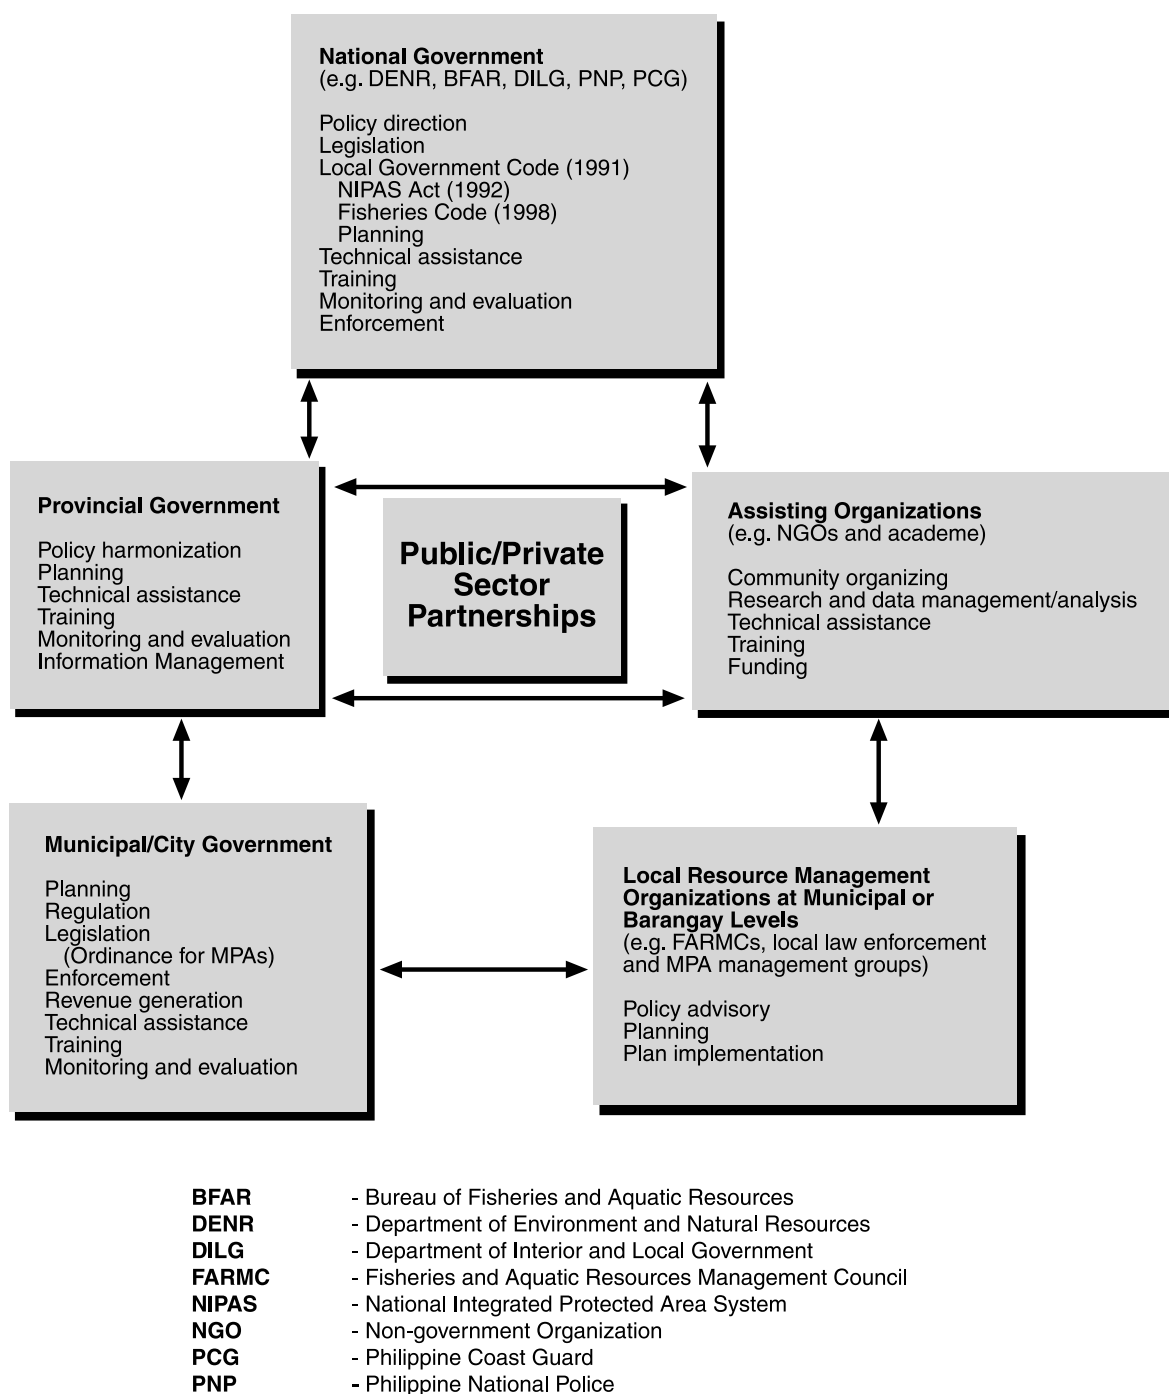 National Government
(e.g. DENR, BFAR, DILG, PNP, PCG)
Policy direction
Legislation
Local Government Code (1991)
NIPAS Act (1992)
Fisheries Code (1998)
Planning
Technical assistance
Training
Monitoring and evaluation
Enforcement
Provincial Government
Policy harmonization
Planning
Technical assistance
Training
Monitoring and evaluation
Information Management
Public/Private
Sector
Partnerships
Assisting Organizations
(e.g. NGOs and academe)
Community organizing
Research and data management/analysis
Technical assistance
Training
Funding
Municipal/City Government
Planning
Regulation
Legislation
(Ordinance for MPAs)
Enforcement
Revenue generation
Technical assistance
Training
Monitoring and evaluation
Local Resource Management
Organizations at Municipal or
Barangay Levels
(e.g. FARMCs, local law enforcement
and MPA management groups)
Policy advisory
Planning
Plan implementation
BFAR - Bureau of Fisheries and Aquatic Resources
DENR - Department of Environment and Natural Resources
DILG - Department of Interior and Local Government
FARMC - Fisheries and Aquatic Resources Management Council
NIPAS - National Integrated Protected Area System
NGO - Non-government Organization
PCG - Philippine Coast Guard
PNP - Philippine National Police